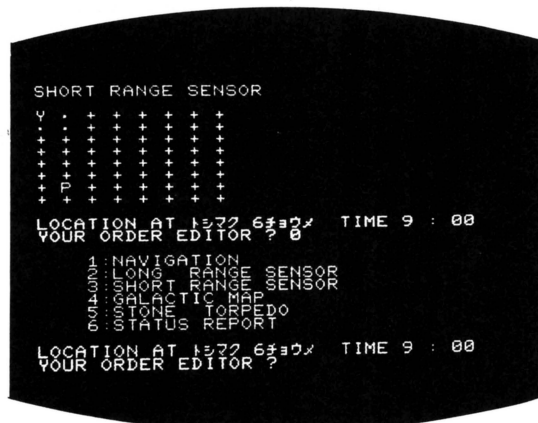 SHORT RANGE SENSOR
Y . + + + + + +
. . + + + + + +
+ + + + + + + +
+ + + + + + + +
+ + + + + + + +
+ + + + + + + +
+ P + + + + + +
+ + + + + + + +
LOCATION AT トシマク 6チョウメ TIME 9 : 00
YOUR ORDER EDITOR ? 0
1:NAVIGATION
2:LONG RANGE SENSOR
3:SHORT RANGE SENSOR
4:GALACTIC MAP
5:STONE TORPEDO
6:STATUS REPORT
LOCATION AT トシマク 6チョウメ TIME 9 : 00
YOUR ORDER EDITOR ?